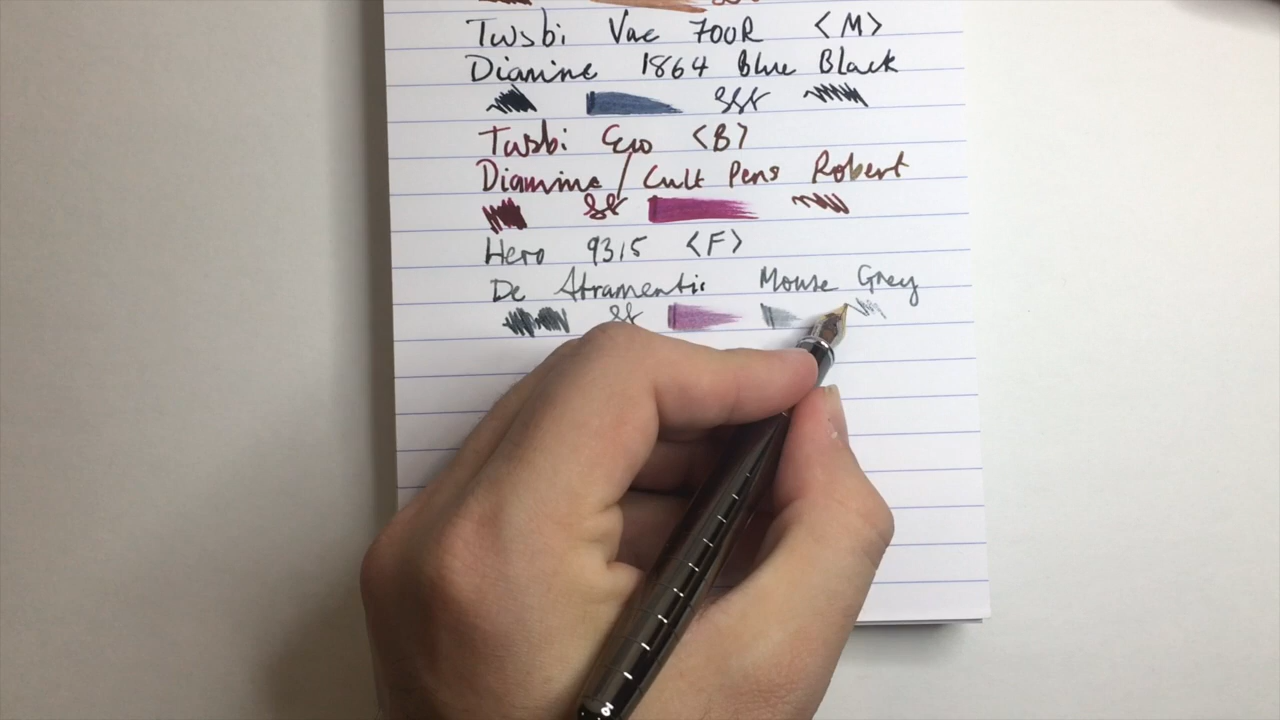 Twsbi Vac 700R <M>
Diamine 1864 Blue Black
Twsbi Eco <B>
Diamine / Cult Pens Robert
Hero 9315 <F>
De Atramentis Mouse Grey